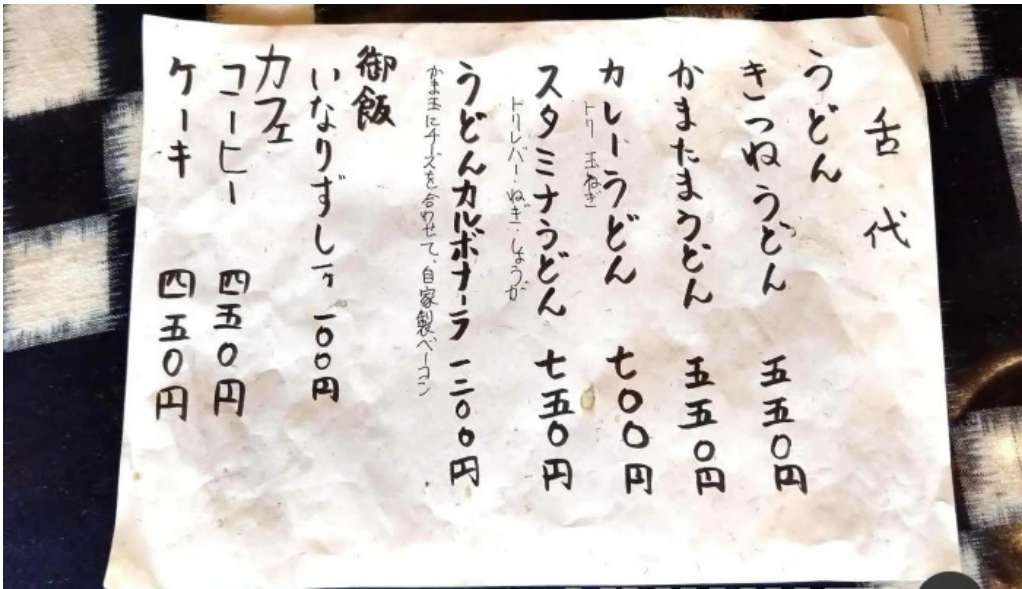 舌代
うどん
きつねうどん 五五〇円
かまたまうどん 五五〇円
カレーうどん 七〇〇円
トリ 玉ねぎ
スタミナうどん 七五〇円
トリレバー・ねぎ・しょうが
うどんカルボナーラ 一二〇〇円
かま玉にチーズを合わせて、自家製ベーコン
御飯
いなりずし一ヶ 一〇〇円
カフェ
コーヒー 四五〇円
ケーキ 四五〇円